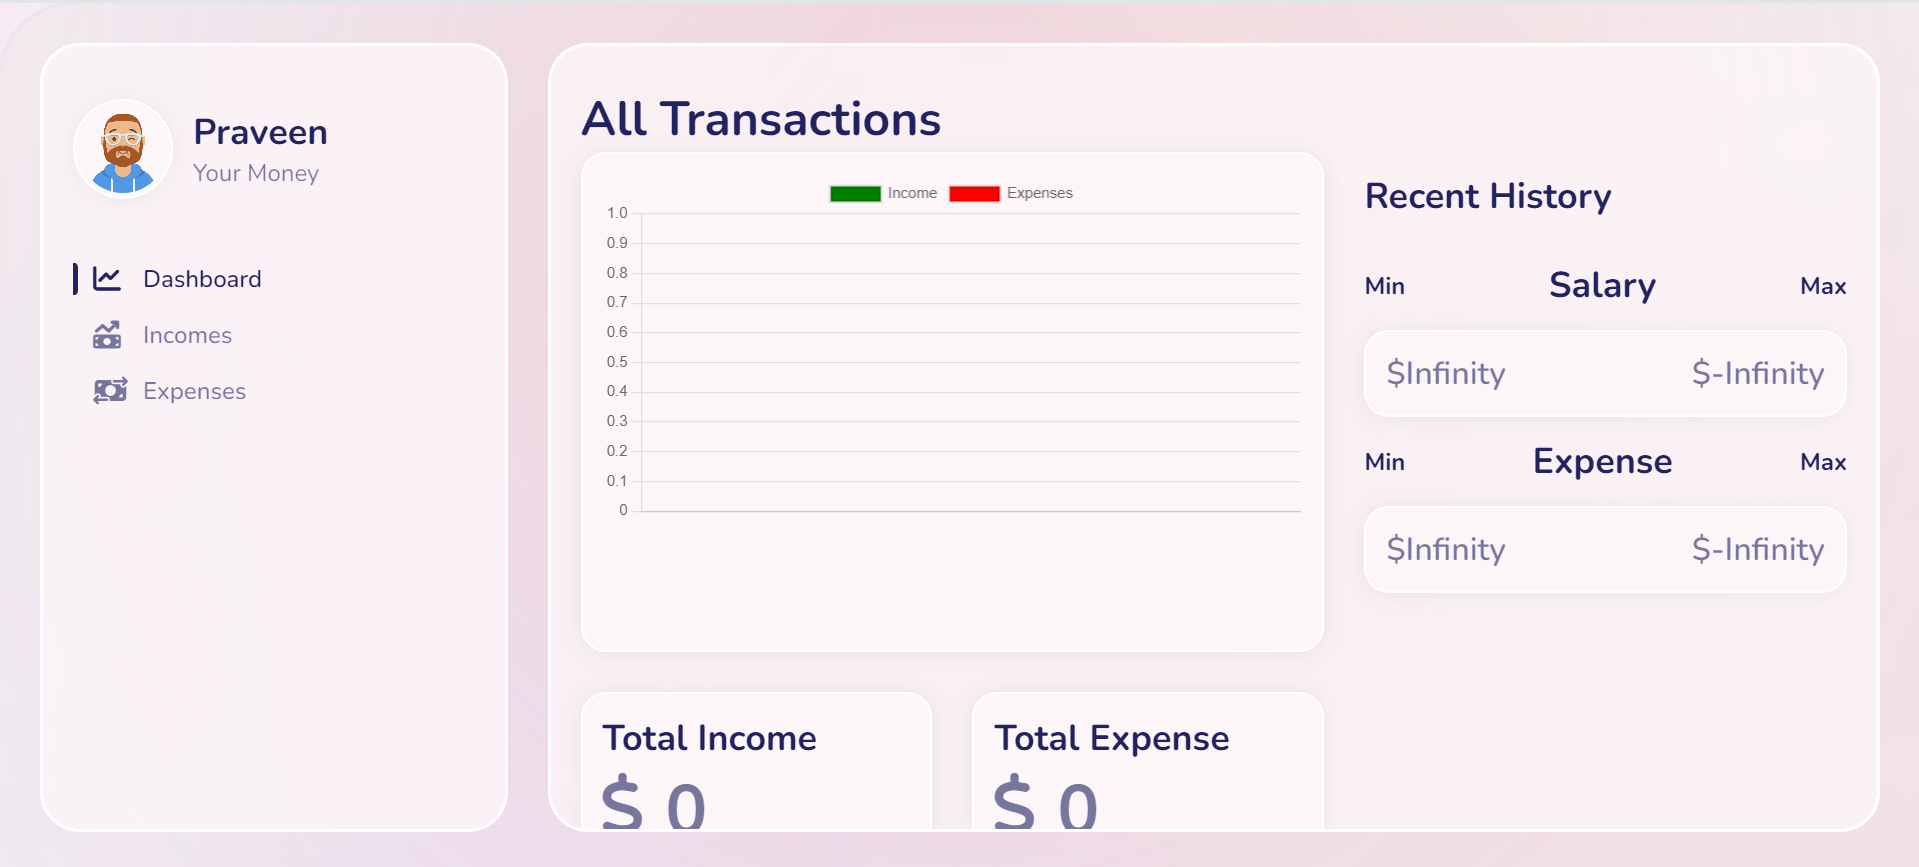 Praveen
Your Money
Dashboard
Incomes
Expenses
All Transactions
Income Expenses
1.0
0.9
0.8
0.7
0.6
0.5
0.4
0.3
0.2
0.1
0
Total Income
$ 0
Total Expense
$ 0
Recent History
Min Salary Max
$Infinity $-Infinity
Min Expense Max
$Infinity $-Infinity